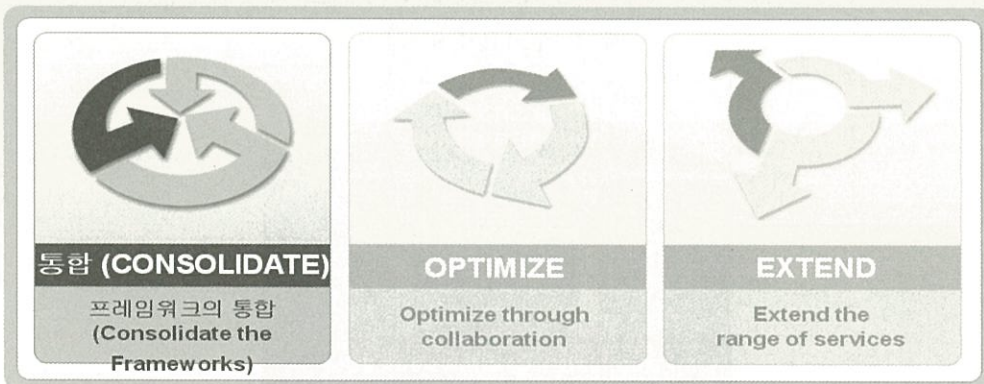 통합 (CONSOLIDATE)
프레임워크의 통합
(Consolidate the
Frameworks)
OPTIMIZE
Optimize through
collaboration
EXTEND
Extend the
range of services